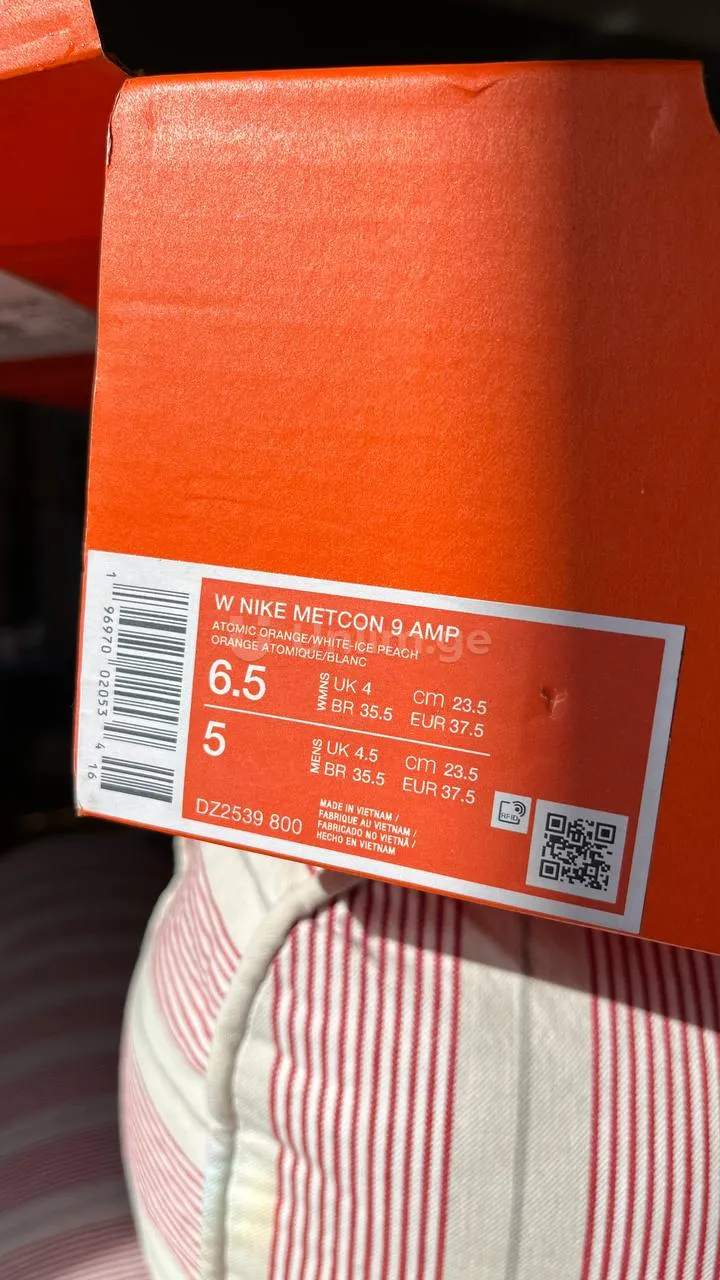 W NIKE METCON 9 AMP
ATOMIC ORANGE/WHITE-ICE PEACH
ORANGE ATOMIQUE/BLANC
6.5
WMNS
UK 4
CM 23.5
BR 35.5
EUR 37.5
5
MENS
UK 4.5
CM 23.5
BR 35.5
EUR 37.5
DZ2539 800
MADE IN VIETNAM /
FABRIQUE AU VIETNAM /
FABRICADO NO VIETNÃ /
HECHO EN VIETNAM
RFID
1 96970 02053 4 16
.ge